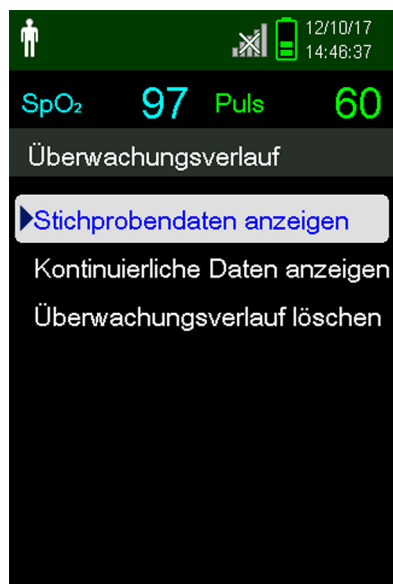 12/10/17
14:46:37
SpO₂ 97 Puls 60
Überwachungsverlauf
Stichprobendaten anzeigen
Kontinuierliche Daten anzeigen
Überwachungsverlauf löschen